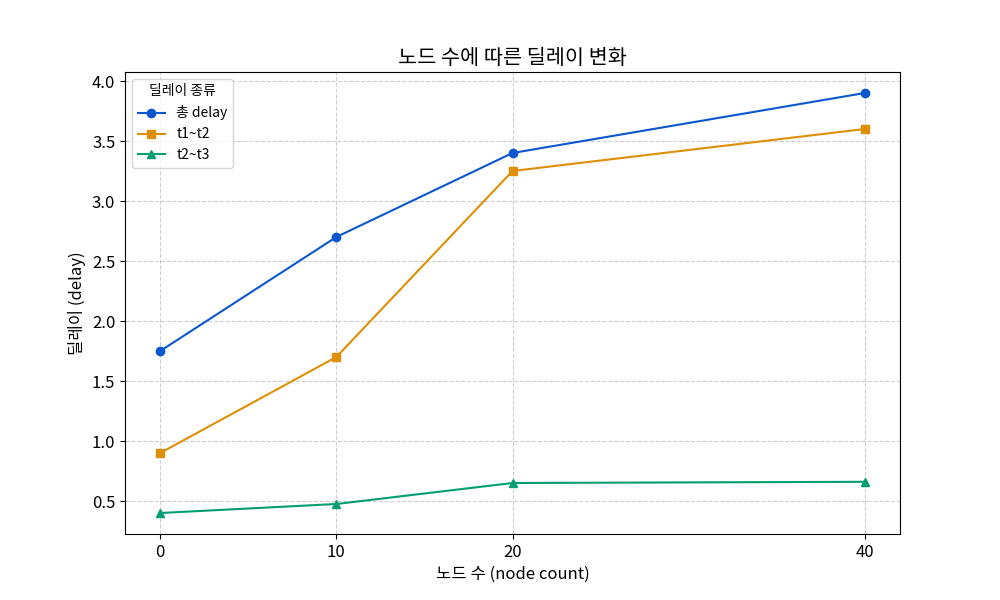 노드 수에 따른 딜레이 변화
딜레이 종류
총 delay
t1~t2
t2~t3
딜레이 (delay)
4.0
3.5
3.0
2.5
2.0
1.5
1.0
0.5
0 10 20 40
노드 수 (node count)